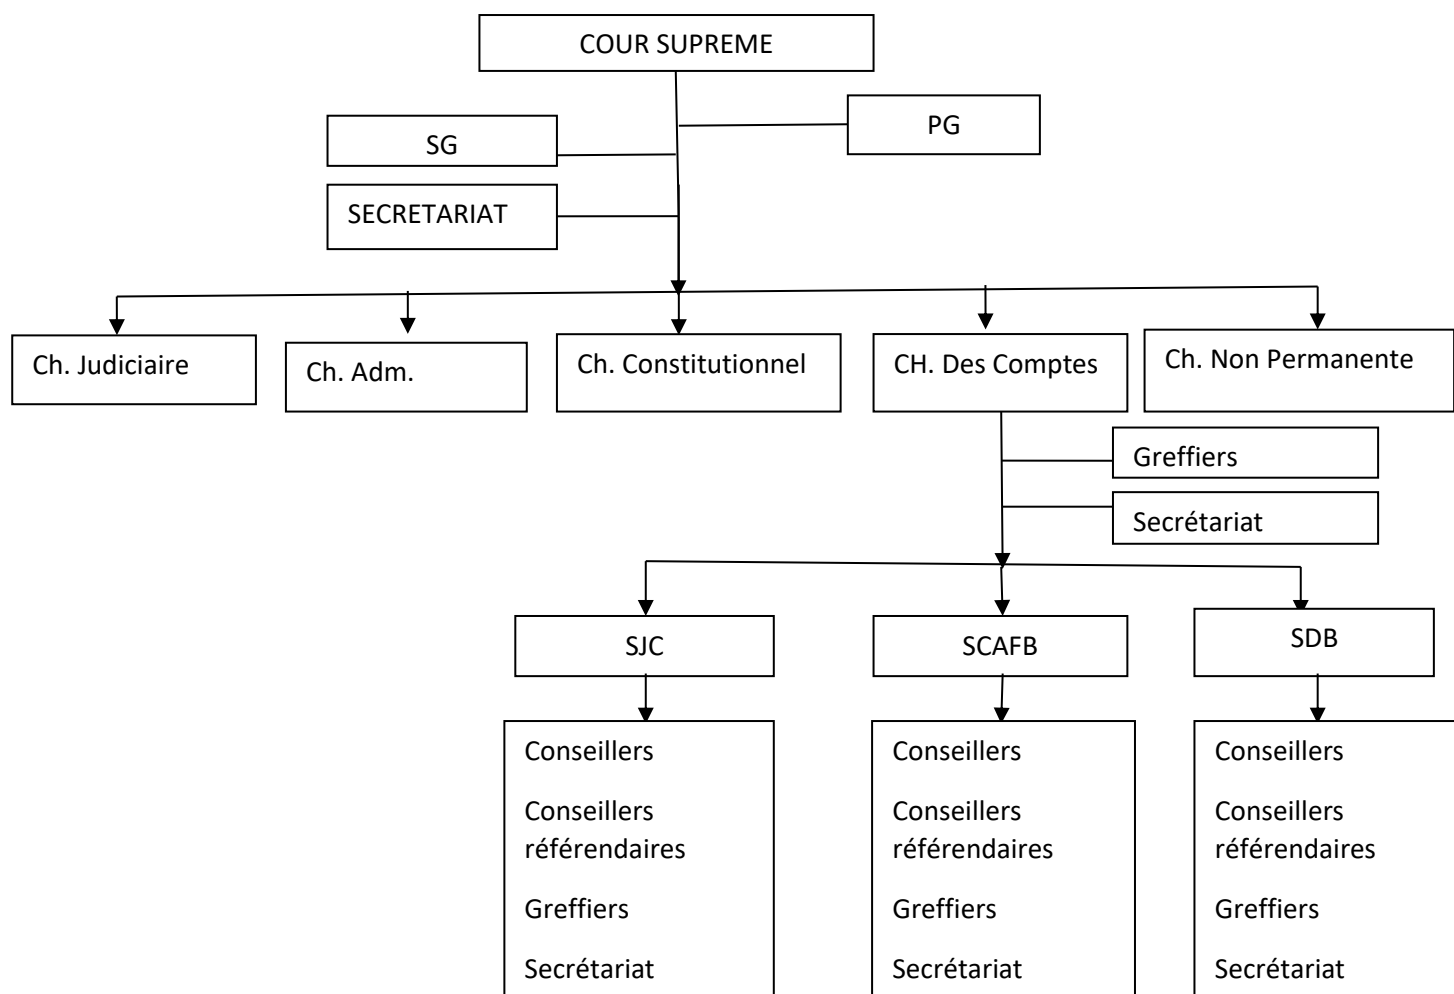 COUR SUPREME
PG
SG
SECRETARIAT
Ch. Judiciaire
Ch. Adm.
Ch. Constitutionnel
CH. Des Comptes
Ch. Non Permanente
Greffiers
Secrétariat
SJC
SCAFB
SDB
Conseillers
Conseillers
référendaires
Greffiers
Secrétariat
Conseillers
Conseillers
référendaires
Greffiers
Secrétariat
Conseillers
Conseillers
référendaires
Greffiers
Secrétariat